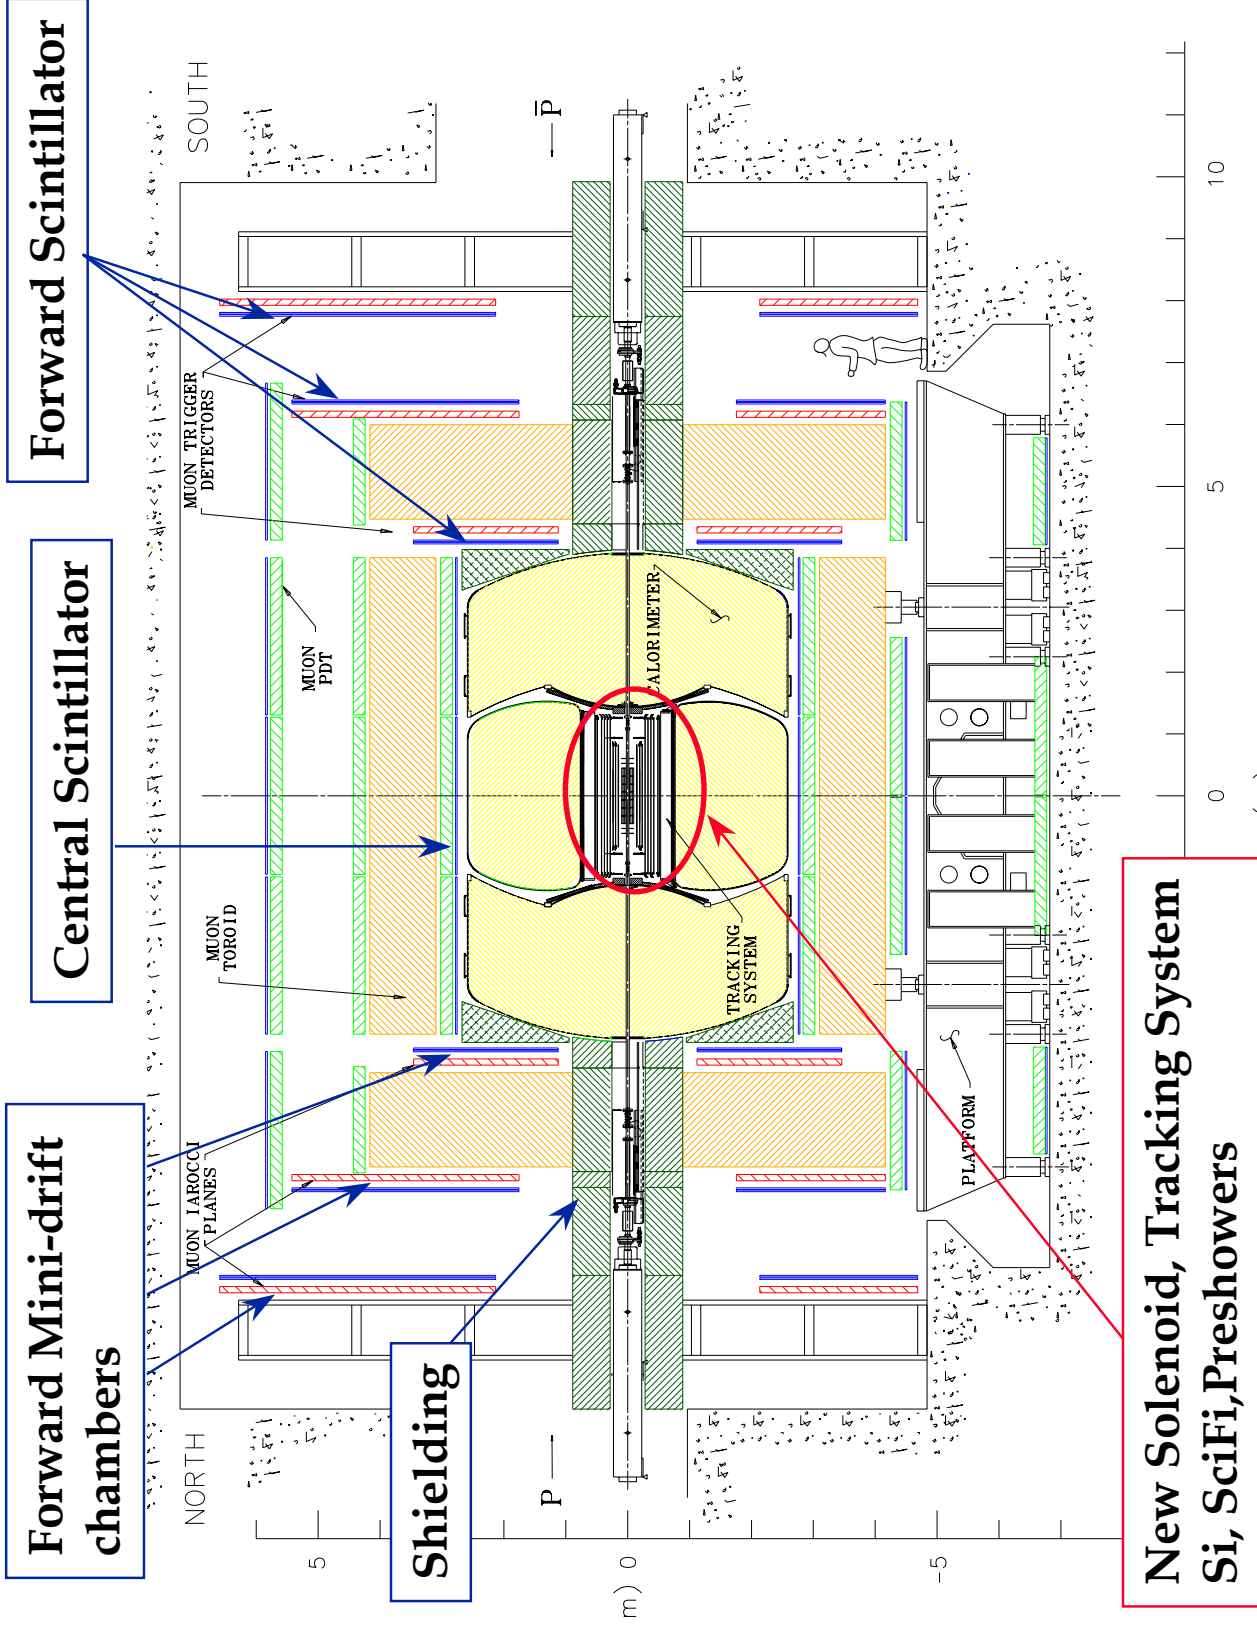 Forward Mini-drift
chambers
Central Scintillator
Forward Scintillator
NORTH
SOUTH
MUON IAROCCI
PLANES
MUON
TOROID
MUON
PDT
MUON TRIGGER
DETECTORS
Shielding
P
P̅
TRACKING
SYSTEM
CALORIMETER
PLATFORM
5
0
-5
m)
0
5
10
New Solenoid, Tracking System
Si, SciFi,Preshowers